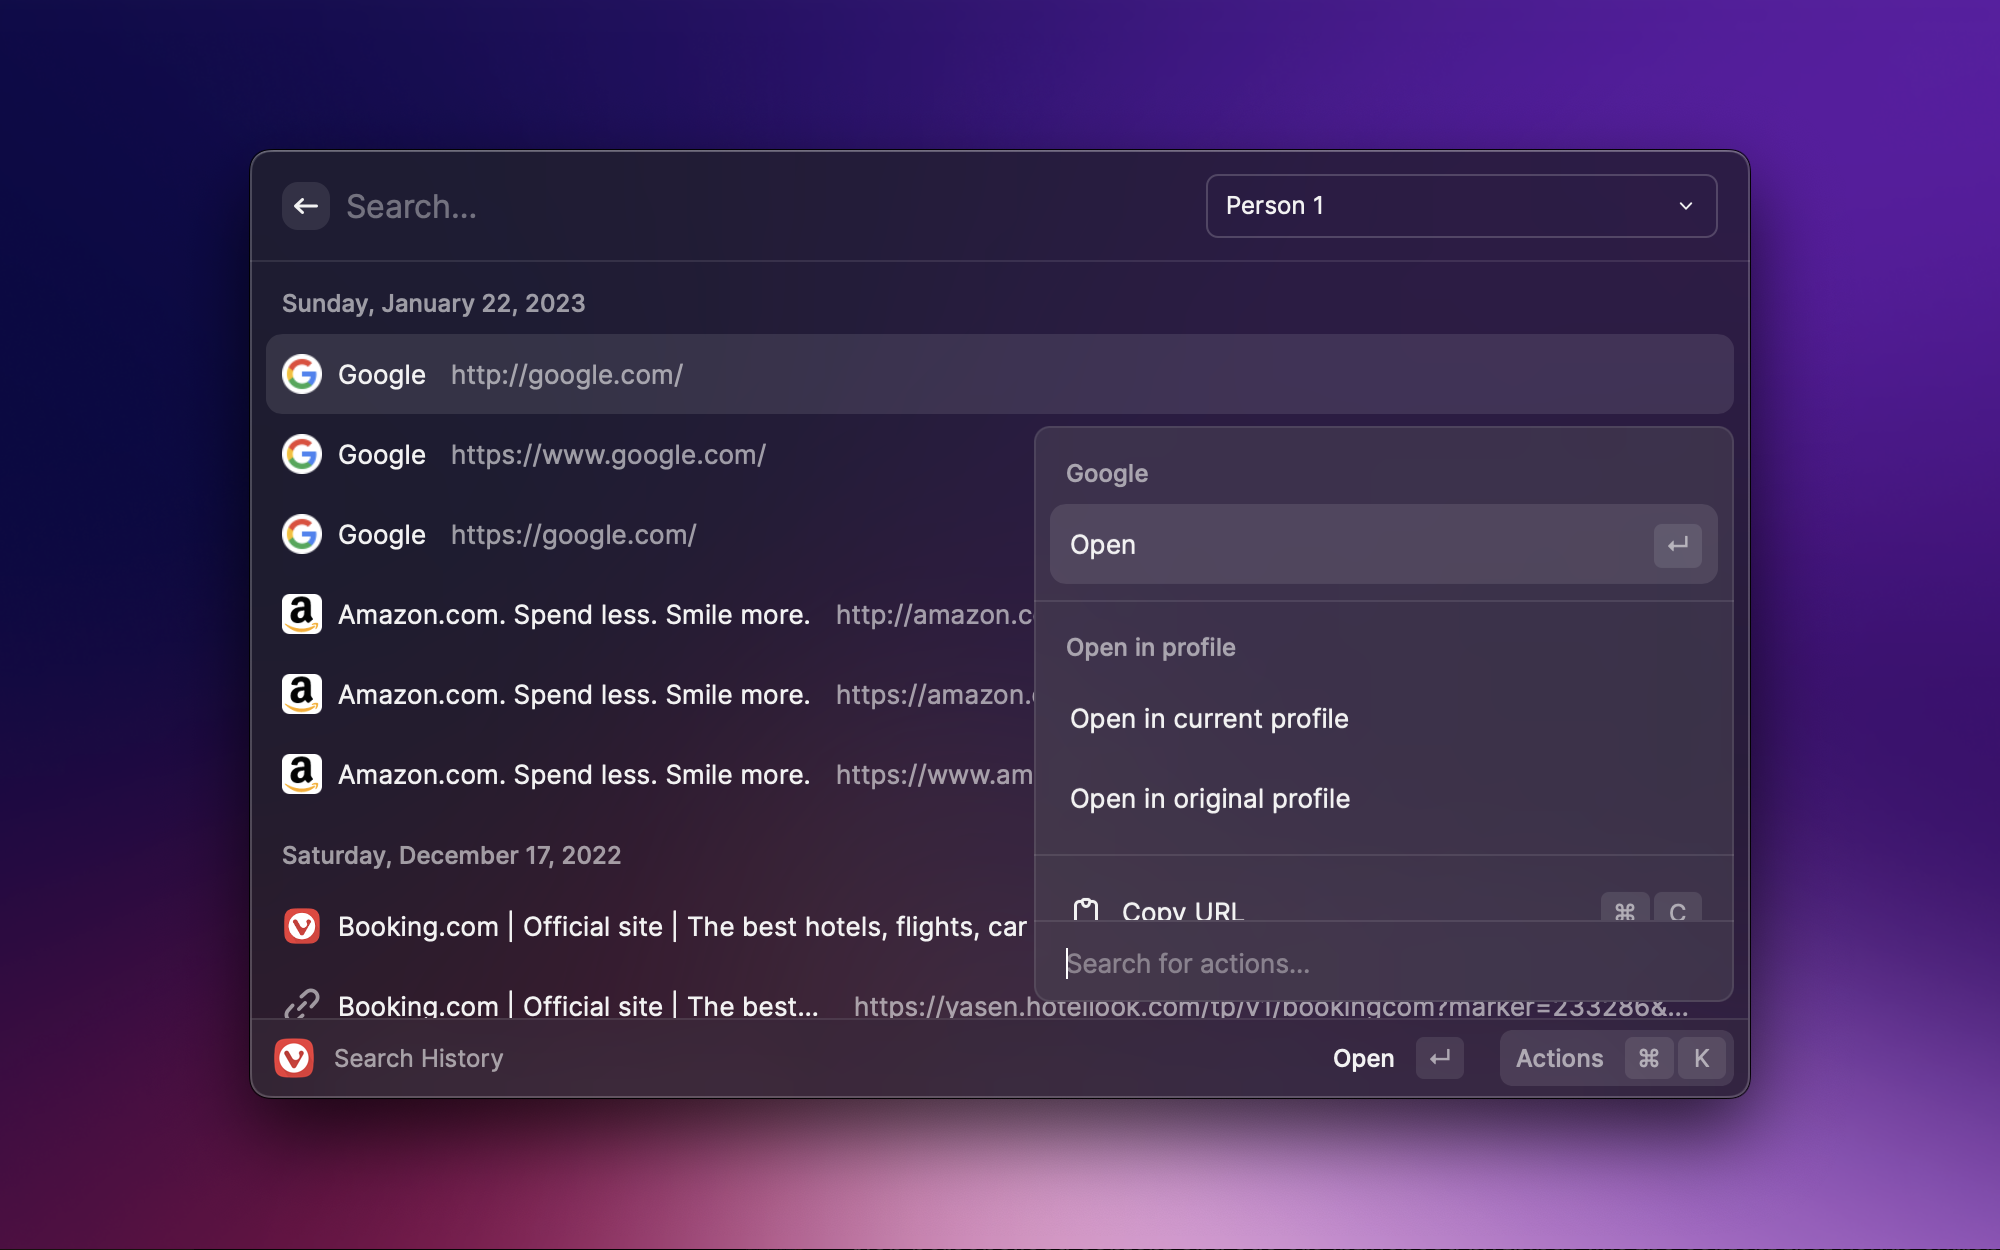 Search...
Person 1
Sunday, January 22, 2023
Google http://google.com/
Google https://www.google.com/
Google https://google.com/
Amazon.com. Spend less. Smile more. http://amazon.c
Amazon.com. Spend less. Smile more. https://amazon.
Amazon.com. Spend less. Smile more. https://www.am
Saturday, December 17, 2022
Booking.com | Official site | The best hotels, flights, car
Booking.com | Official site | The best... https://yasen.hotellook.com/tp/v1/bookingcom?marker=233286&...
Google
Open
Open in profile
Open in current profile
Open in original profile
Copy URL ⌘ C
Search for actions...
Search History
Open
Actions ⌘ K